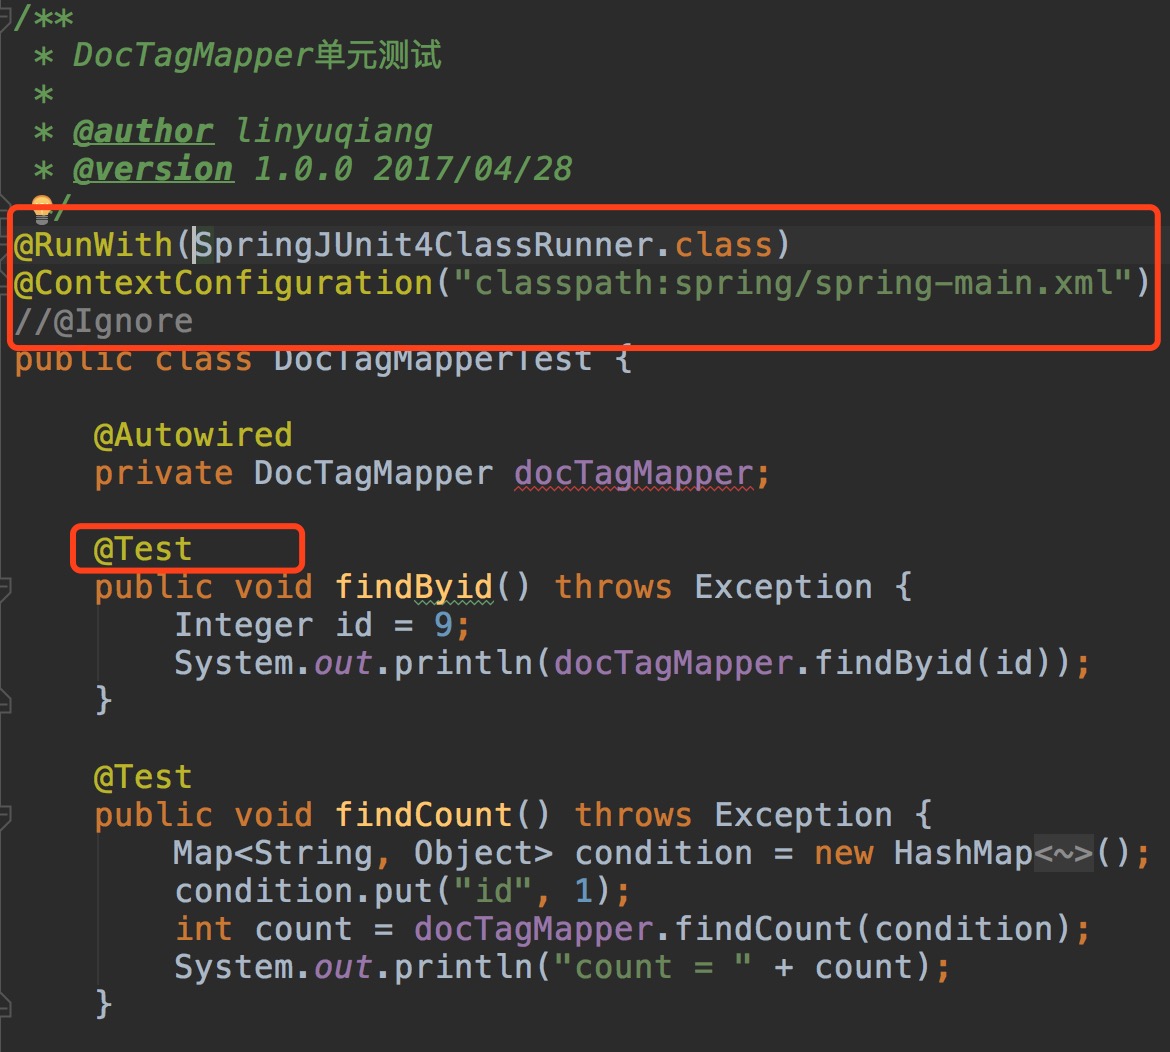 /**
* DocTagMapper单元测试
*
* @author linyuqiang
* @version 1.0.0 2017/04/28
*/
@RunWith(SpringJUnit4ClassRunner.class)
@ContextConfiguration("classpath:spring/spring-main.xml")
//@Ignore
public class DocTagMapperTest {
@Autowired
private DocTagMapper docTagMapper;
@Test
public void findByid() throws Exception {
Integer id = 9;
System.out.println(docTagMapper.findByid(id));
}
@Test
public void findCount() throws Exception {
Map<String, Object> condition = new HashMap<~>();
condition.put("id", 1);
int count = docTagMapper.findCount(condition);
System.out.println("count = " + count);
}